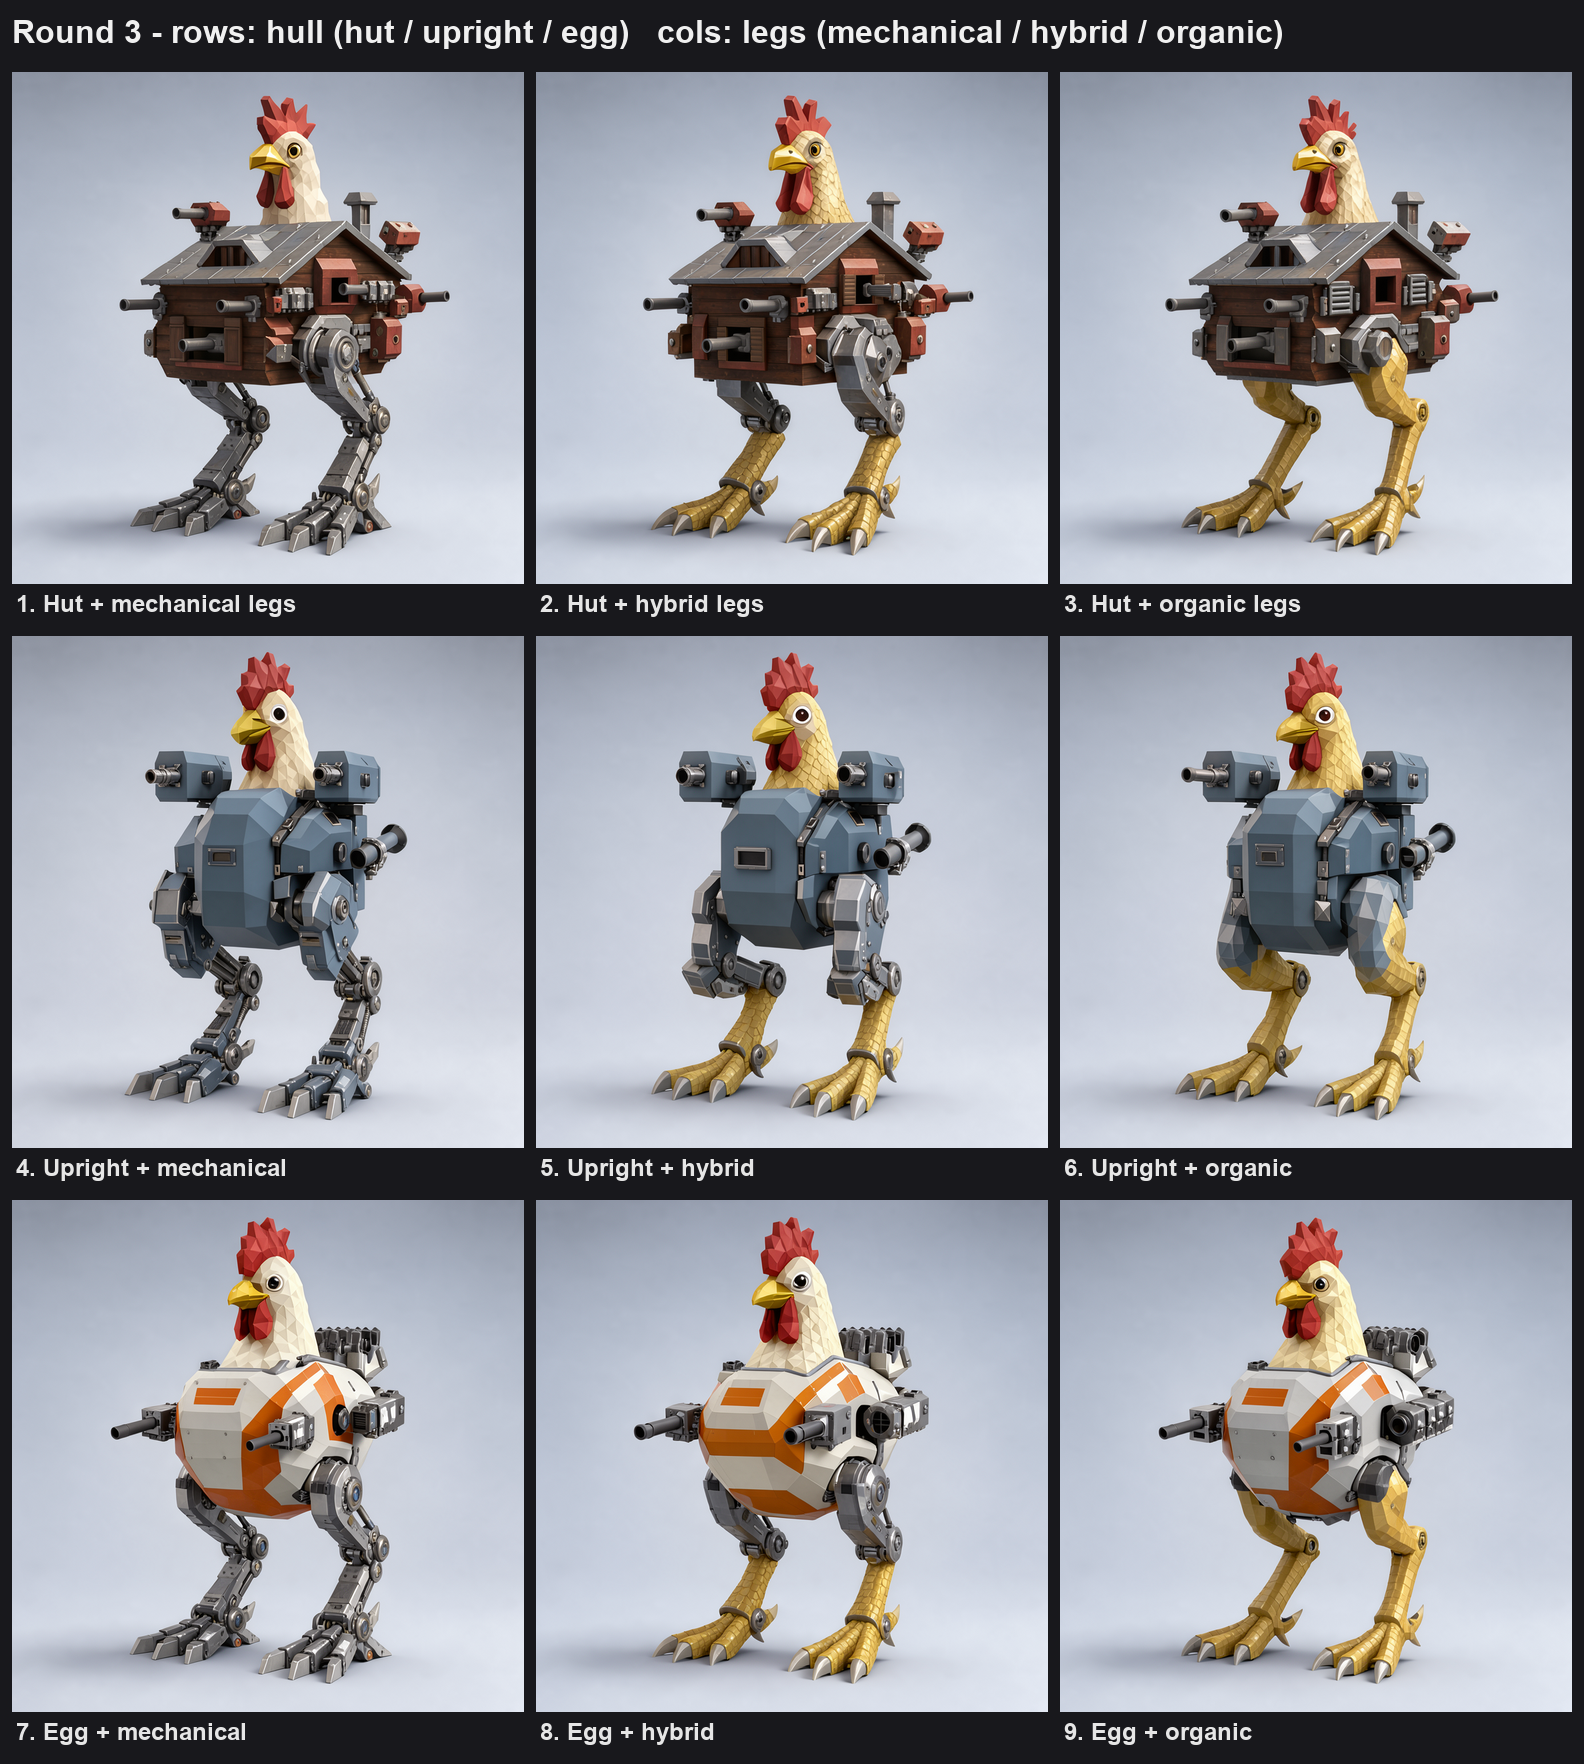 Round 3 - rows: hull (hut / upright / egg)   cols: legs (mechanical / hybrid / organic)
1. Hut + mechanical legs
2. Hut + hybrid legs
3. Hut + organic legs
4. Upright + mechanical
5. Upright + hybrid
6. Upright + organic
7. Egg + mechanical
8. Egg + hybrid
9. Egg + organic